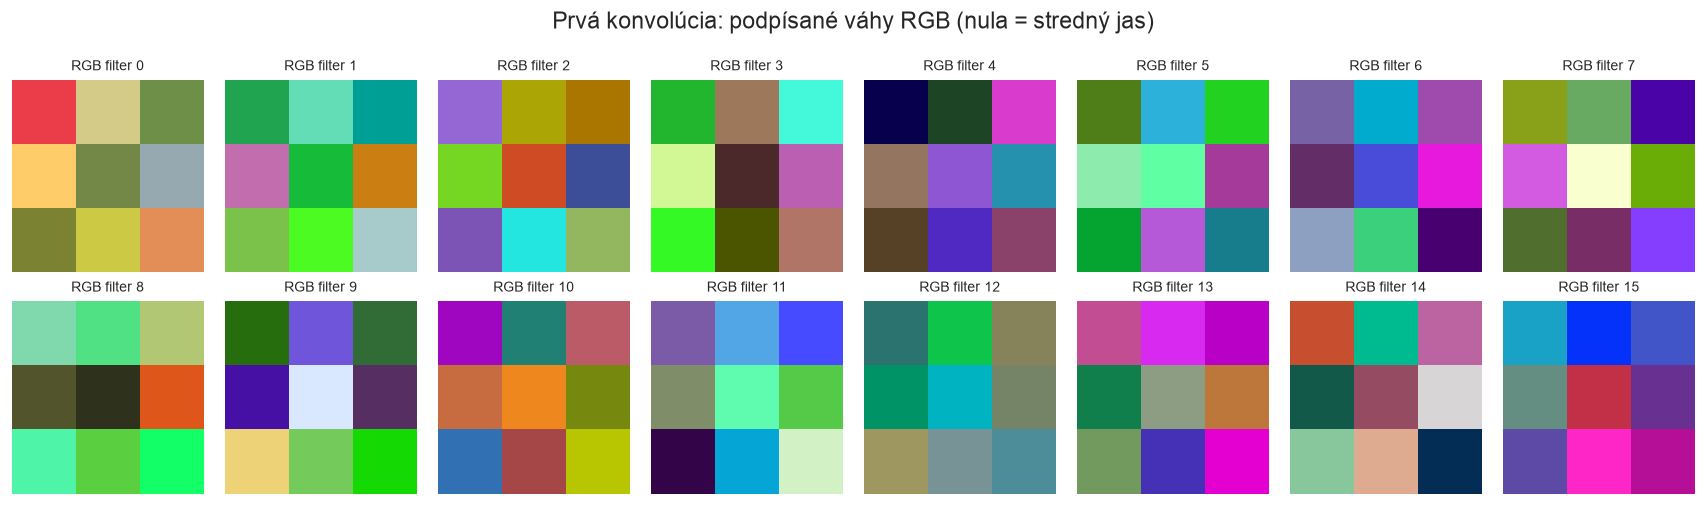 Prvá konvolúcia: podpísané váhy RGB (nula = stredný jas)
RGB filter 0 RGB filter 1 RGB filter 2 RGB filter 3 RGB filter 4 RGB filter 5 RGB filter 6 RGB filter 7
RGB filter 8 RGB filter 9 RGB filter 10 RGB filter 11 RGB filter 12 RGB filter 13 RGB filter 14 RGB filter 15